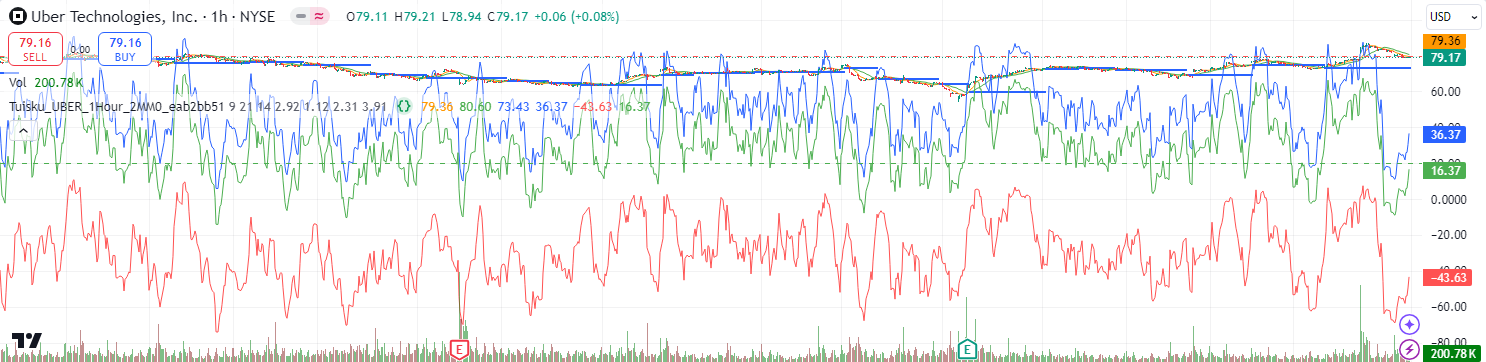 Uber Technologies, Inc. · 1h · NYSE O79.11 H79.21 L78.94 C79.17 +0.06 (+0.08%)
USD
79.16 SELL
0.00
79.16 BUY
79.36
79.17
Vol 200.78 K
60.00
Tuisku_UBER_1Hour_2MM0_eab2bb51 9 21 14 2.92 1.12 2.31 3.91 79.36 80.60 73.43 36.37 −43.63 16.37
36.37
16.37
0.0000
−20.00
−43.63
−60.00
E
E
−80.00
200.78 K